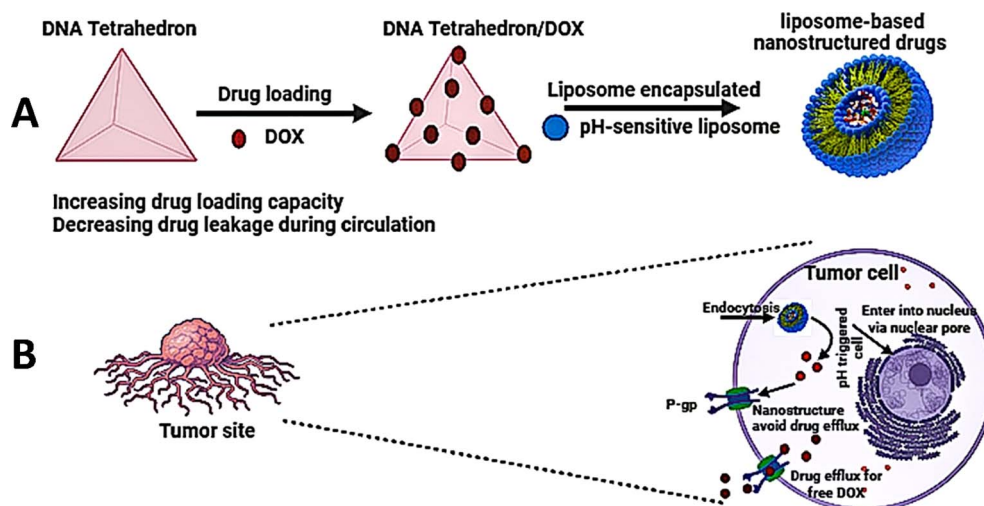 A
DNA Tetrahedron
Drug loading
DOX
DNA Tetrahedron/DOX
Liposome encapsulated
pH-sensitive liposome
liposome-based
nanostructured drugs
Increasing drug loading capacity
Decreasing drug leakage during circulation
B
Tumor site
Tumor cell
Endocytosis
pH triggered
cell
Enter into nucleus
via nuclear pore
P-gp
Nanostructure
avoid drug efflux
Drug efflux for
free DOX